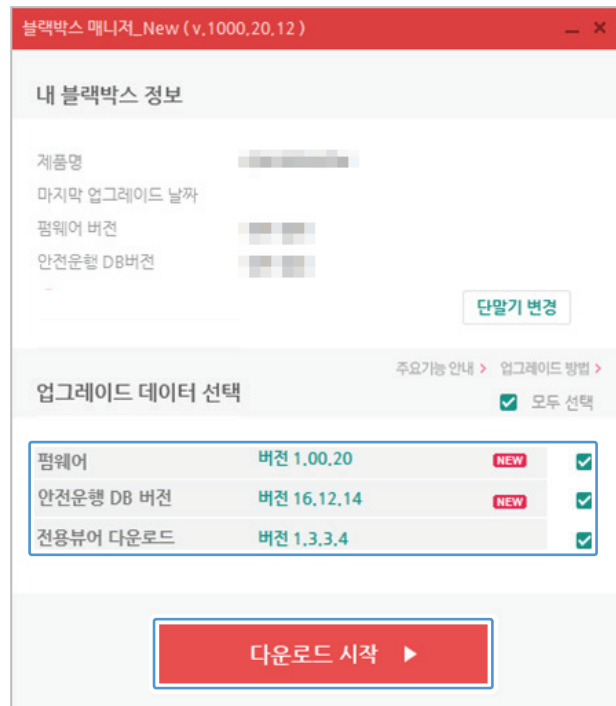 블랙박스 매니저_New ( v.1000.20.12 )
내 블랙박스 정보
제품명
마지막 업그레이드 날짜
펌웨어 버전
안전운행 DB버전
단말기 변경
주요기능 안내 > 업그레이드 방법 >
업그레이드 데이터 선택
모두 선택
펌웨어 버전 1.00.20 NEW
안전운행 DB 버전 버전 16.12.14 NEW
전용뷰어 다운로드 버전 1.3.3.4
다운로드 시작